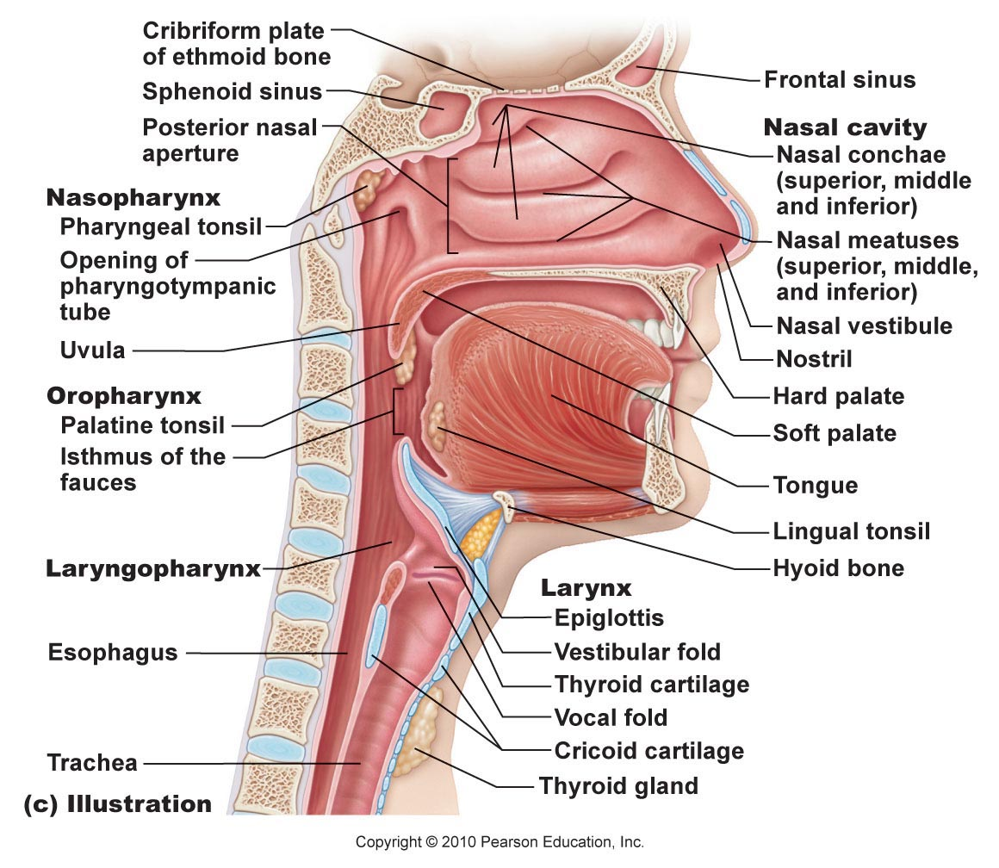 Cribriform plate
of ethmoid bone
Sphenoid sinus
Posterior nasal
aperture
Nasopharynx
Pharyngeal tonsil
Opening of
pharyngotympanic
tube
Uvula
Oropharynx
Palatine tonsil
Isthmus of the
fauces
Laryngopharynx
Esophagus
Trachea
(c) Illustration
Frontal sinus
Nasal cavity
Nasal conchae
(superior, middle
and inferior)
Nasal meatuses
(superior, middle,
and inferior)
Nasal vestibule
Nostril
Hard palate
Soft palate
Tongue
Lingual tonsil
Hyoid bone
Larynx
Epiglottis
Vestibular fold
Thyroid cartilage
Vocal fold
Cricoid cartilage
Thyroid gland
Copyright © 2010 Pearson Education, Inc.